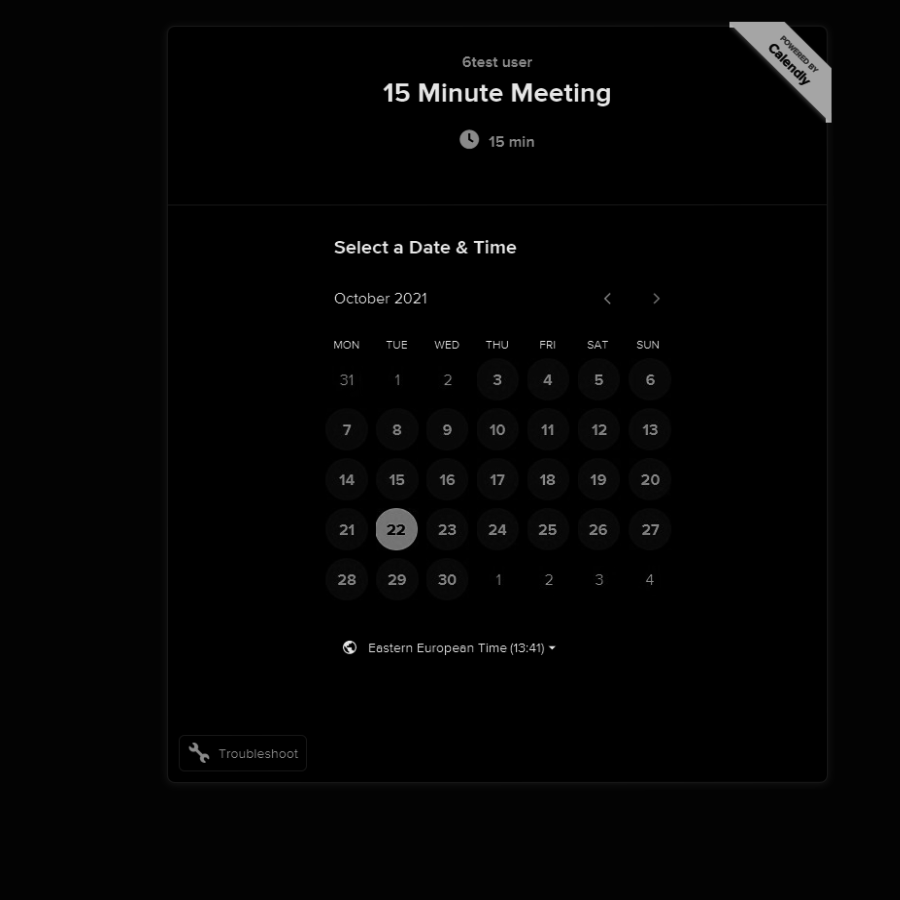 POWERED BY
Calendly
6test user
15 Minute Meeting
15 min
Select a Date & Time
October 2021
MON TUE WED THU FRI SAT SUN
31 1 2 3 4 5 6
7 8 9 10 11 12 13
14 15 16 17 18 19 20
21 22 23 24 25 26 27
28 29 30 1 2 3 4
Eastern European Time (13:41)
Troubleshoot